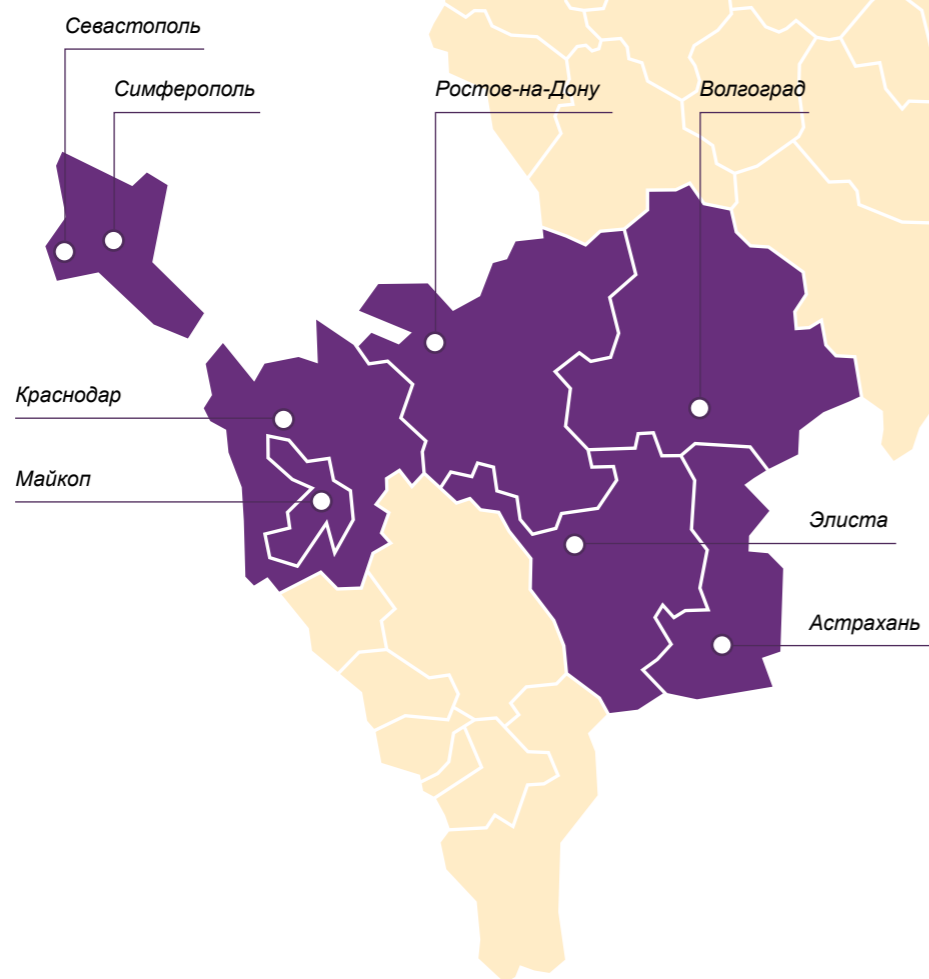 Севастополь
Симферополь
Ростов-на-Дону
Волгоград
Краснодар
Майкоп
Элиста
Астрахань